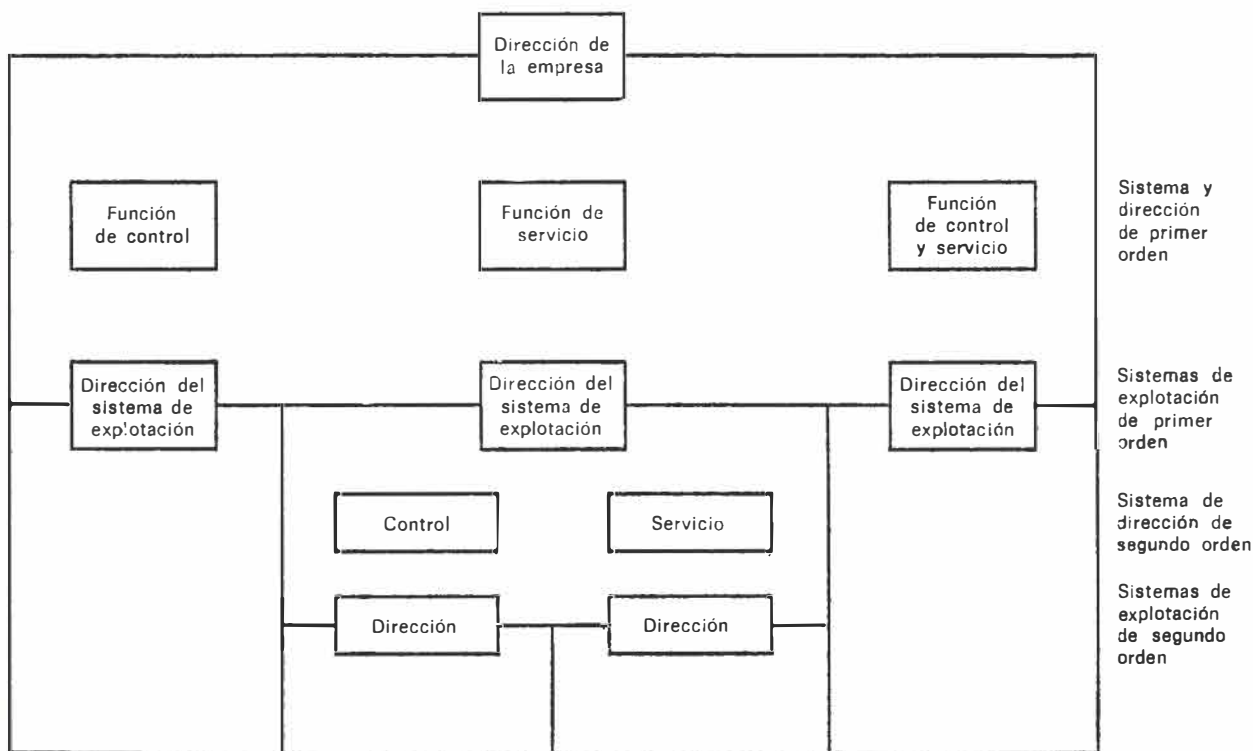 Dirección de
la empresa
Función
de control
Función de
servicio
Función
de control
y servicio
Sistema y
dirección
de primer
orden
Dirección del
sistema de
explotación
Dirección del
sistema de
explotación
Dirección del
sistema de
explotación
Sistemas de
explotación
de primer
orden
Control
Servicio
Sistema de
dirección de
segundo orden
Dirección
Dirección
Sistemas de
explotación
de segundo
orden